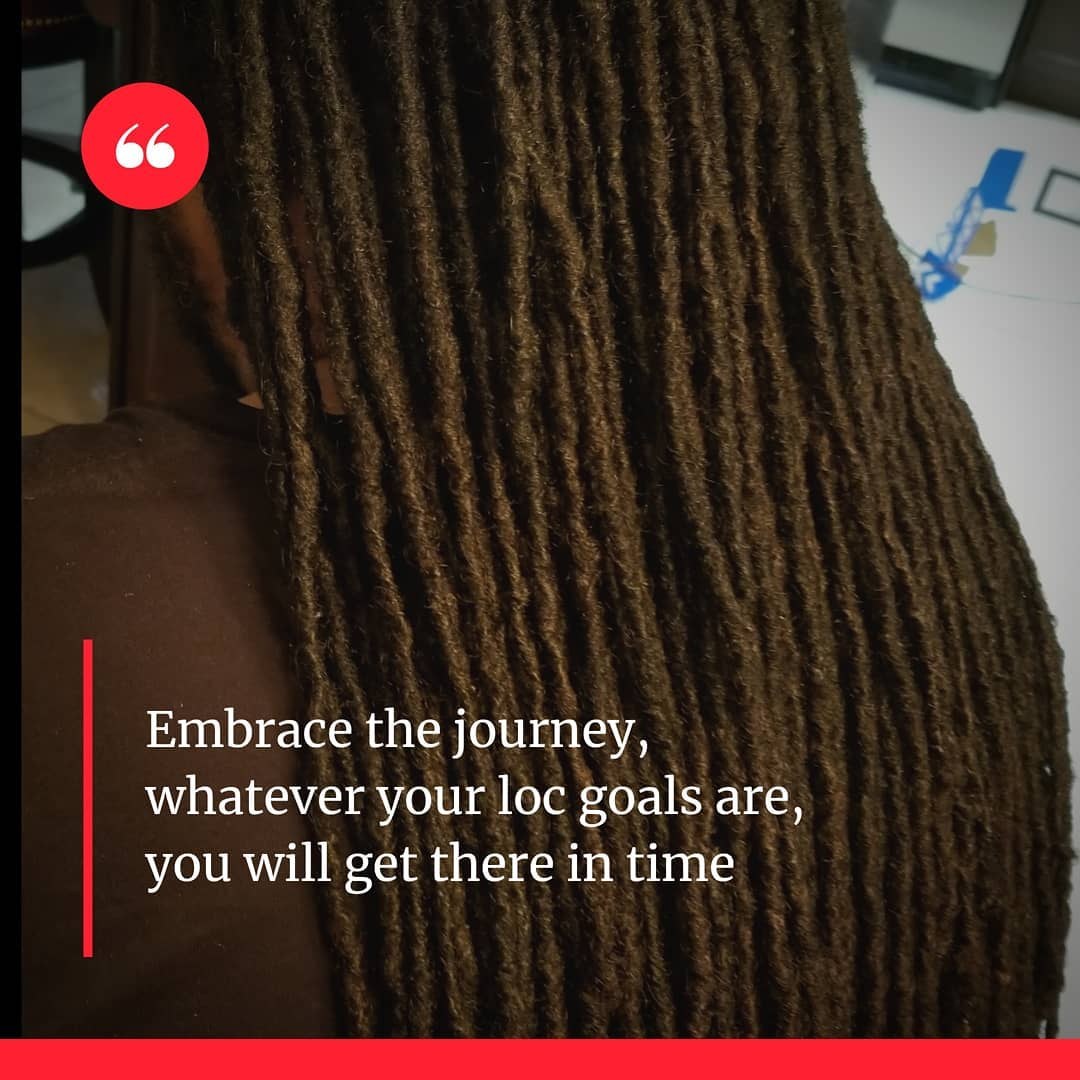 “
Embrace the journey,
whatever your loc goals are,
you will get there in time